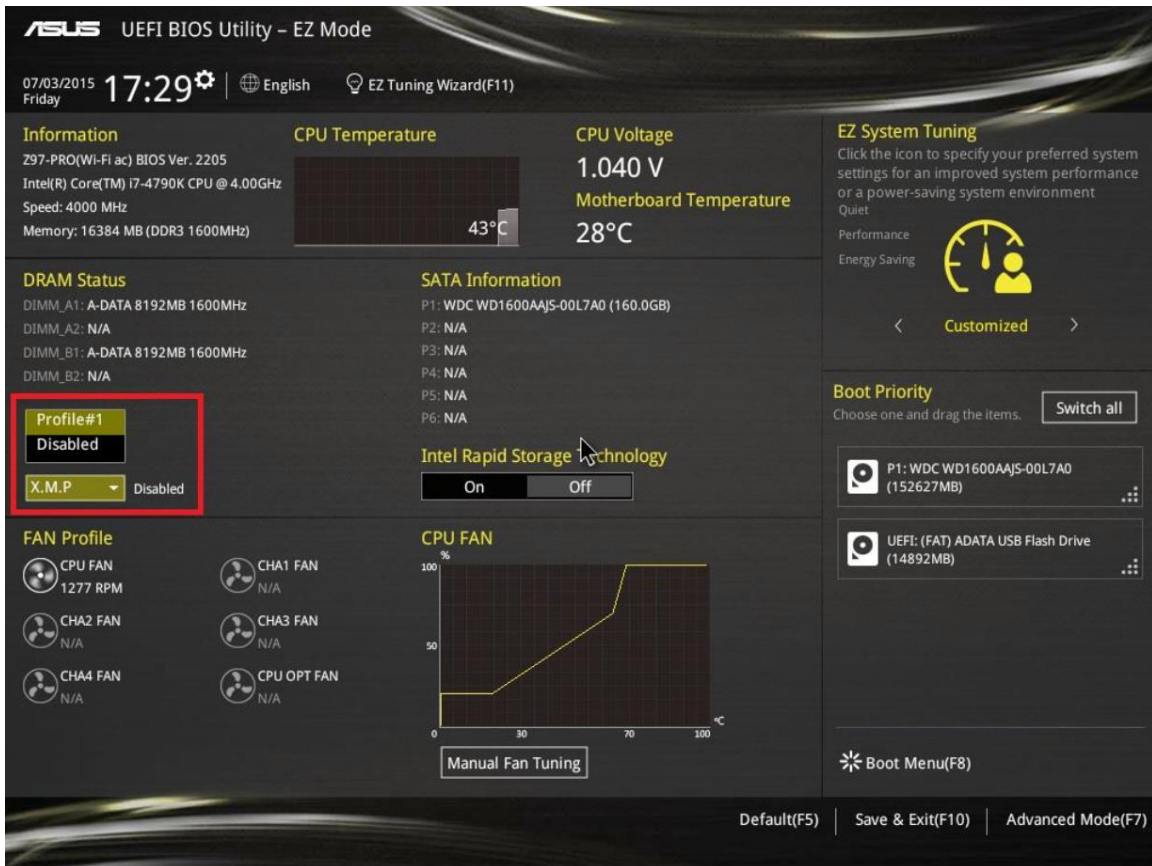 ASUS UEFI BIOS Utility – EZ Mode
07/03/2015
Friday
17:29
English
EZ Tuning Wizard(F11)
Information
Z97-PRO(Wi-Fi ac) BIOS Ver. 2205
Intel(R) Core(TM) i7-4790K CPU @ 4.00GHz
Speed: 4000 MHz
Memory: 16384 MB (DDR3 1600MHz)
CPU Temperature
43°C
CPU Voltage
1.040 V
Motherboard Temperature
28°C
EZ System Tuning
Click the icon to specify your preferred system
settings for an improved system performance
or a power-saving system environment
Quiet
Performance
Energy Saving
Customized
DRAM Status
DIMM_A1: A-DATA 8192MB 1600MHz
DIMM_A2: N/A
DIMM_B1: A-DATA 8192MB 1600MHz
DIMM_B2: N/A
Profile#1
Disabled
X.M.P Disabled
SATA Information
P1: WDC WD1600AAJS-00L7A0 (160.0GB)
P2: N/A
P3: N/A
P4: N/A
P5: N/A
P6: N/A
Intel Rapid Storage Technology
On Off
Boot Priority
Choose one and drag the items.
Switch all
P1: WDC WD1600AAJS-00L7A0
(152627MB)
UEFI: (FAT) ADATA USB Flash Drive
(14892MB)
FAN Profile
CPU FAN
1277 RPM
CHA1 FAN
N/A
CHA2 FAN
N/A
CHA3 FAN
N/A
CHA4 FAN
N/A
CPU OPT FAN
N/A
CPU FAN
%
100
50
0 30 70 100
°C
Manual Fan Tuning
Boot Menu(F8)
Default(F5)
Save & Exit(F10)
Advanced Mode(F7)